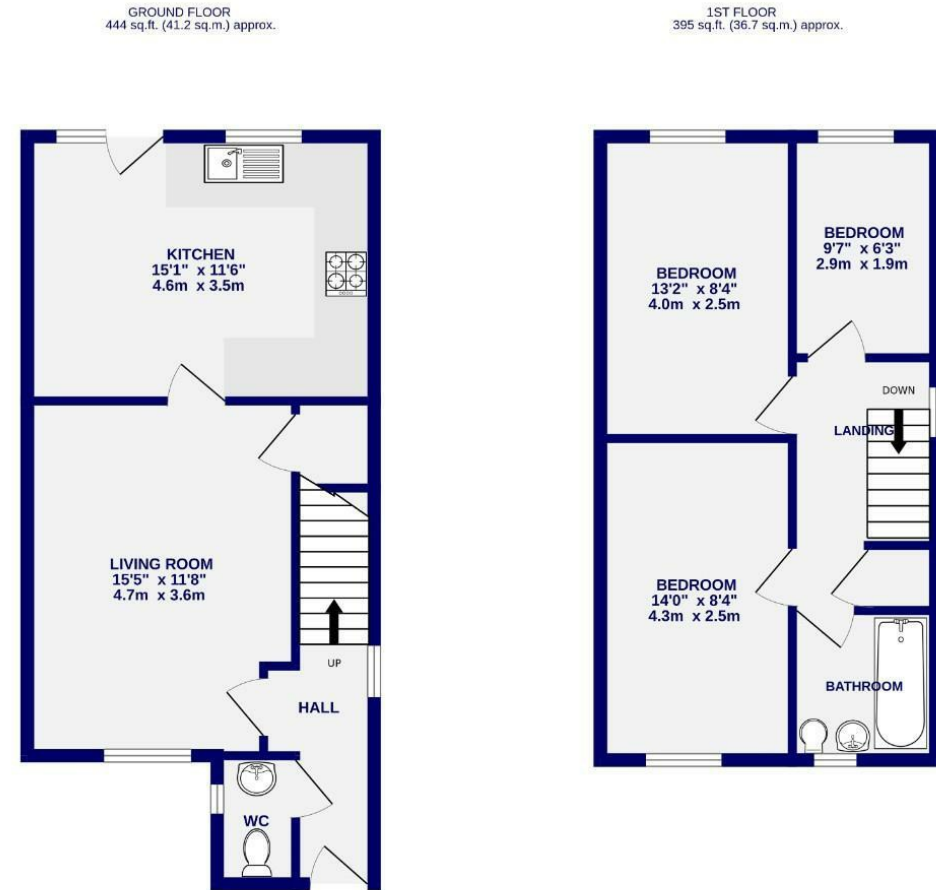 GROUND FLOOR
444 sq.ft. (41.2 sq.m.) approx.
KITCHEN
15'1" x 11'6"
4.6m x 3.5m
LIVING ROOM
15'5" x 11'8"
4.7m x 3.6m
UP
HALL
WC
1ST FLOOR
395 sq.ft. (36.7 sq.m.) approx.
BEDROOM
13'2" x 8'4"
4.0m x 2.5m
BEDROOM
9'7" x 6'3"
2.9m x 1.9m
DOWN
LANDING
BEDROOM
14'0" x 8'4"
4.3m x 2.5m
BATHROOM